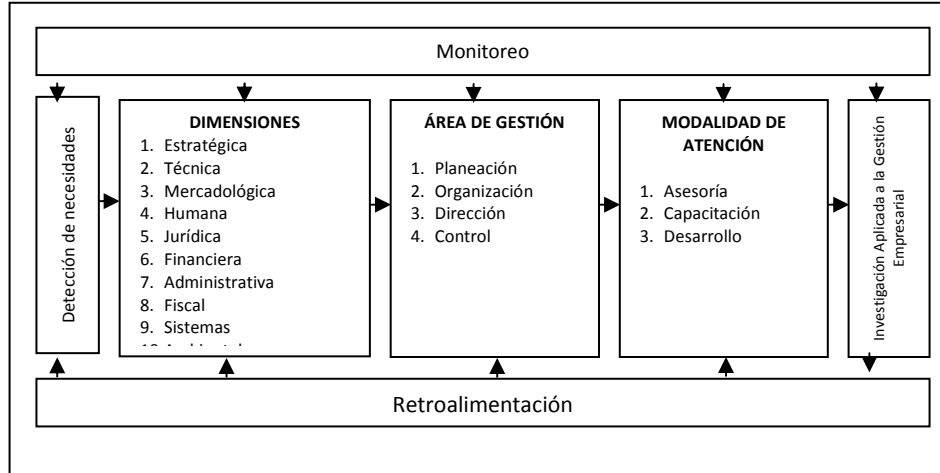 Monitoreo
Detección de necesidades
DIMENSIONES
1. Estratégica
2. Técnica
3. Mercadológica
4. Humana
5. Jurídica
6. Financiera
7. Administrativa
8. Fiscal
9. Sistemas
ÁREA DE GESTIÓN
1. Planeación
2. Organización
3. Dirección
4. Control
MODALIDAD DE
ATENCIÓN
1. Asesoría
2. Capacitación
3. Desarrollo
Investigación Aplicada a la Gestión
Empresarial
Retroalimentación